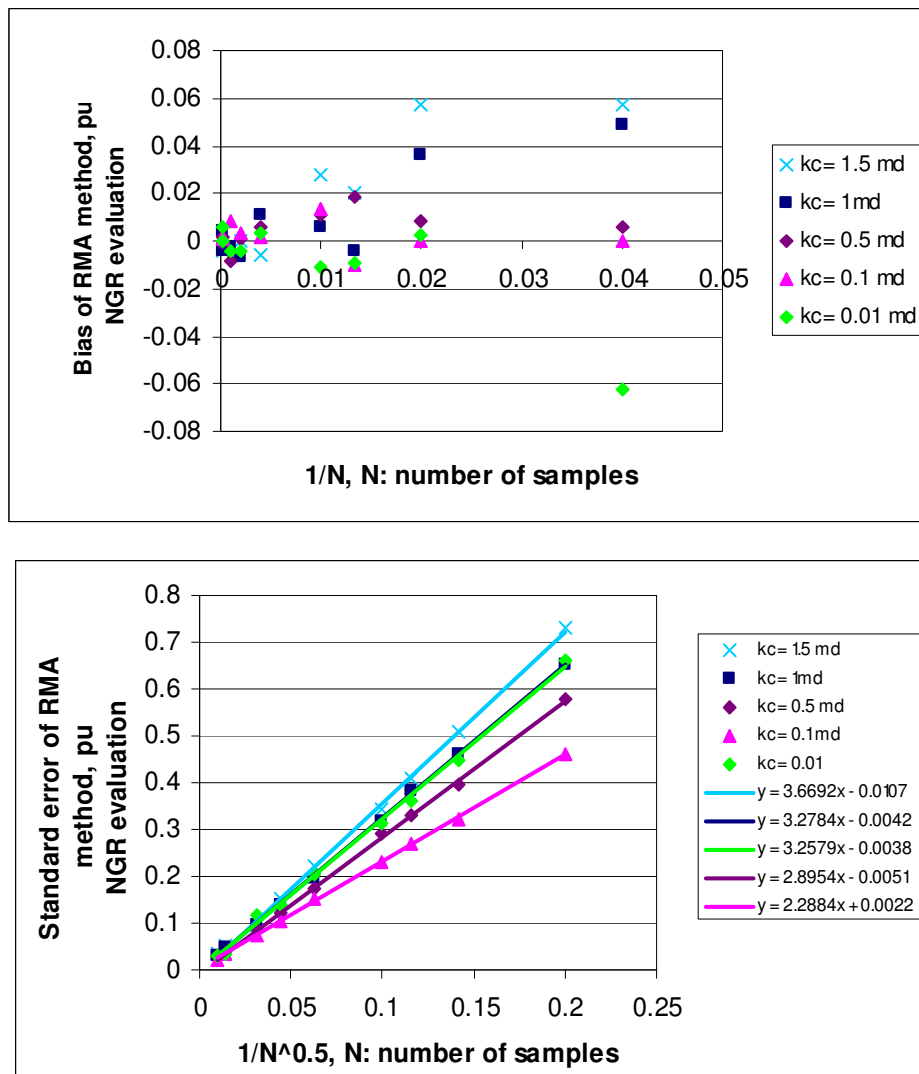 0.08
0.06
0.04
0.02
0
-0.02
-0.04
-0.06
-0.08
0
0.01
0.02
0.03
0.04
0.05
Bias of RMA method, pu
NGR evaluation
1/N, N: number of samples
kc= 1.5 md
kc= 1md
kc= 0.5 md
kc= 0.1 md
kc= 0.01 md
0.8
0.7
0.6
0.5
0.4
0.3
0.2
0.1
0
0
0.05
0.1
0.15
0.2
0.25
Standard error of RMA
method, pu
NGR evaluation
1/N^0.5, N: number of samples
kc= 1.5 md
kc= 1md
kc= 0.5 md
kc= 0.1md
kc= 0.01
y = 3.6692x - 0.0107
y = 3.2784x - 0.0042
y = 3.2579x - 0.0038
y = 2.8954x - 0.0051
y = 2.2884x + 0.0022